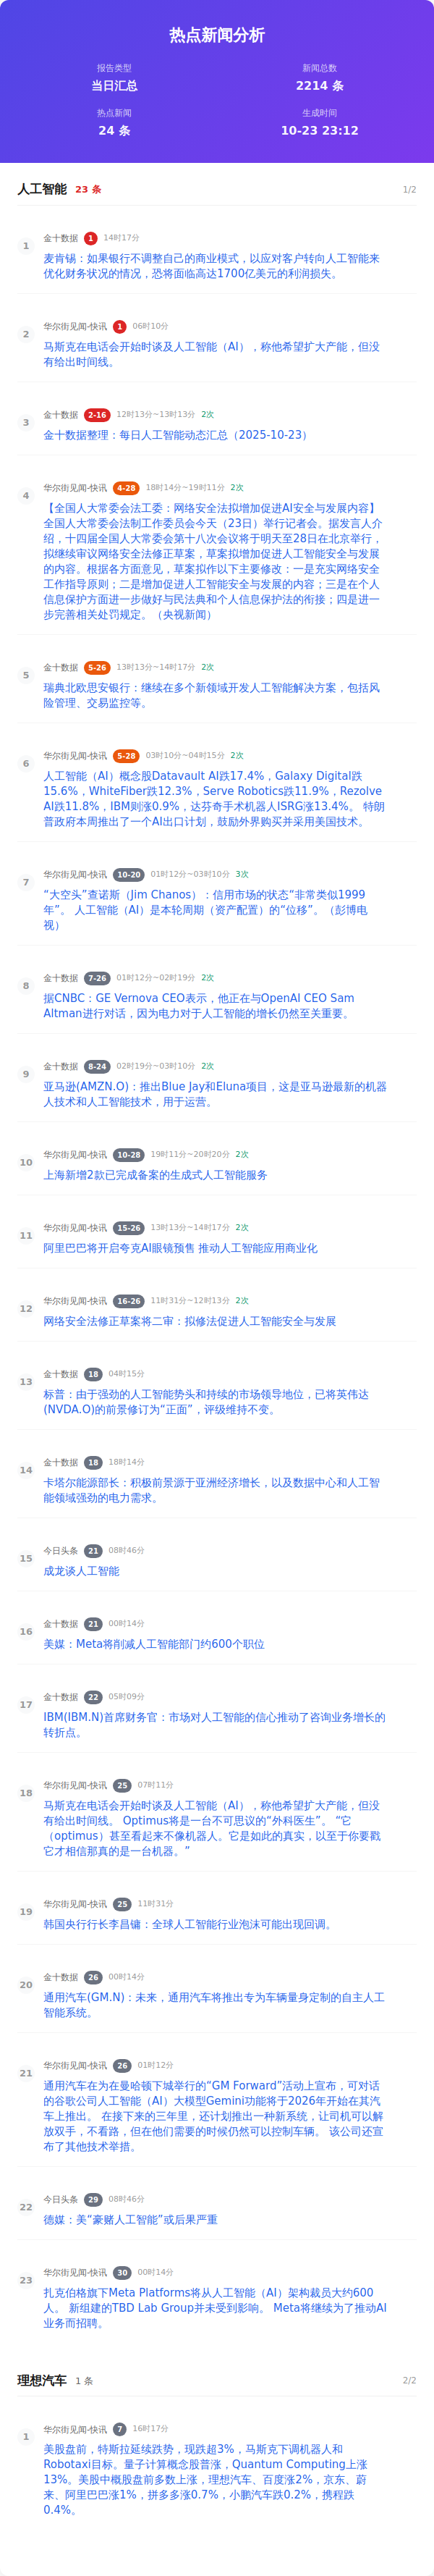 热点新闻分析
报告类型
当日汇总
新闻总数
2214 条
热点新闻
24 条
生成时间
10-23 23:12
人工智能 23 条 1/2
1
金十数据 1 14时17分
麦肯锡：如果银行不调整自己的商业模式，以应对客户转向人工智能来
优化财务状况的情况，恐将面临高达1700亿美元的利润损失。
2
华尔街见闻-快讯 1 06时10分
马斯克在电话会开始时谈及人工智能（AI），称他希望扩大产能，但没
有给出时间线。
3
金十数据 2-16 12时13分~13时13分 2次
金十数据整理：每日人工智能动态汇总（2025-10-23）
4
华尔街见闻-快讯 4-28 18时14分~19时11分 2次
【全国人大常委会法工委：网络安全法拟增加促进AI安全与发展内容】
全国人大常委会法制工作委员会今天（23日）举行记者会。据发言人介
绍，十四届全国人大常委会第十八次会议将于明天至28日在北京举行，
拟继续审议网络安全法修正草案，草案拟增加促进人工智能安全与发展
的内容。根据各方面意见，草案拟作以下主要修改：一是充实网络安全
工作指导原则；二是增加促进人工智能安全与发展的内容；三是在个人
信息保护方面进一步做好与民法典和个人信息保护法的衔接；四是进一
步完善相关处罚规定。（央视新闻）
5
金十数据 5-26 13时13分~14时17分 2次
瑞典北欧思安银行：继续在多个新领域开发人工智能解决方案，包括风
险管理、交易监控等。
6
华尔街见闻-快讯 5-28 03时10分~04时15分 2次
人工智能（AI）概念股Datavault AI跌17.4%，Galaxy Digital跌
15.6%，WhiteFiber跌12.3%，Serve Robotics跌11.9%，Rezolve
AI跌11.8%，IBM则涨0.9%，达芬奇手术机器人ISRG涨13.4%。 特朗
普政府本周推出了一个AI出口计划，鼓励外界购买并采用美国技术。
7
华尔街见闻-快讯 10-20 01时12分~03时10分 3次
“大空头”查诺斯（Jim Chanos）：信用市场的状态“非常类似1999
年”。 人工智能（AI）是本轮周期（资产配置）的“位移”。（彭博电
视）
8
金十数据 7-26 01时12分~02时19分 2次
据CNBC：GE Vernova CEO表示，他正在与OpenAI CEO Sam
Altman进行对话，因为电力对于人工智能的增长仍然至关重要。
9
金十数据 8-24 02时19分~03时10分 2次
亚马逊(AMZN.O)：推出Blue Jay和Eluna项目，这是亚马逊最新的机器
人技术和人工智能技术，用于运营。
10
华尔街见闻-快讯 10-28 19时11分~20时20分 2次
上海新增2款已完成备案的生成式人工智能服务
11
华尔街见闻-快讯 15-26 13时13分~14时17分 2次
阿里巴巴将开启夸克AI眼镜预售 推动人工智能应用商业化
12
华尔街见闻-快讯 16-26 11时31分~12时13分 2次
网络安全法修正草案将二审：拟修法促进人工智能安全与发展
13
金十数据 18 04时15分
标普：由于强劲的人工智能势头和持续的市场领导地位，已将英伟达
(NVDA.O)的前景修订为“正面”，评级维持不变。
14
金十数据 18 18时14分
卡塔尔能源部长：积极前景源于亚洲经济增长，以及数据中心和人工智
能领域强劲的电力需求。
15
今日头条 21 08时46分
成龙谈人工智能
16
金十数据 21 00时14分
美媒：Meta将削减人工智能部门约600个职位
17
金十数据 22 05时09分
IBM(IBM.N)首席财务官：市场对人工智能的信心推动了咨询业务增长的
转折点。
18
华尔街见闻-快讯 25 07时11分
马斯克在电话会开始时谈及人工智能（AI），称他希望扩大产能，但没
有给出时间线。 Optimus将是一台不可思议的“外科医生”。 “它
（optimus）甚至看起来不像机器人。它是如此的真实，以至于你要戳
它才相信那真的是一台机器。”
19
华尔街见闻-快讯 25 11时31分
韩国央行行长李昌镛：全球人工智能行业泡沫可能出现回调。
20
金十数据 26 00时14分
通用汽车(GM.N)：未来，通用汽车将推出专为车辆量身定制的自主人工
智能系统。
21
华尔街见闻-快讯 26 01时12分
通用汽车在为在曼哈顿下城举行的“GM Forward”活动上宣布，可对话
的谷歌公司人工智能（AI）大模型Gemini功能将于2026年开始在其汽
车上推出。 在接下来的三年里，还计划推出一种新系统，让司机可以解
放双手，不看路，但在他们需要的时候仍然可以控制车辆。 该公司还宣
布了其他技术举措。
22
今日头条 29 08时46分
德媒：美“豪赌人工智能”或后果严重
23
华尔街见闻-快讯 30 00时14分
扎克伯格旗下Meta Platforms将从人工智能（AI）架构裁员大约600
人。 新组建的TBD Lab Group并未受到影响。 Meta将继续为了推动AI
业务而招聘。
理想汽车 1 条 2/2
1
华尔街见闻-快讯 7 16时17分
美股盘前，特斯拉延续跌势，现跌超3%，马斯克下调机器人和
Robotaxi目标。量子计算概念股普涨，Quantum Computing上涨
13%。美股中概股盘前多数上涨，理想汽车、百度涨2%，京东、蔚
来、阿里巴巴涨1%，拼多多涨0.7%，小鹏汽车跌0.2%，携程跌
0.4%。